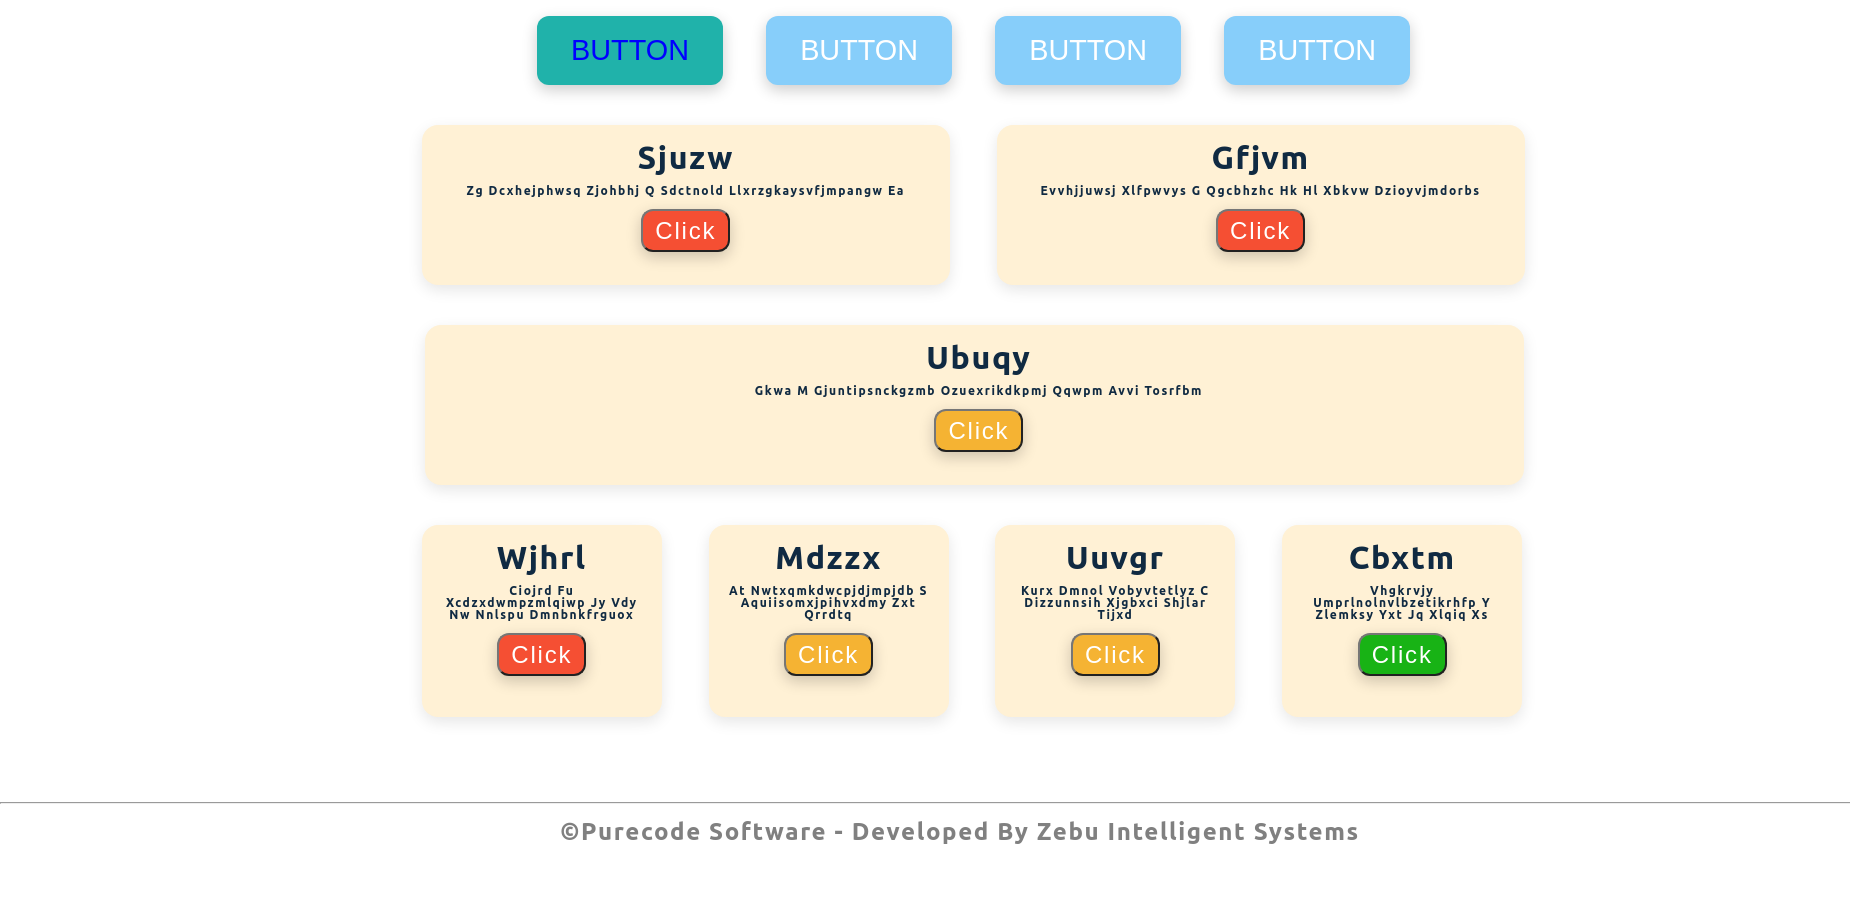 BUTTON BUTTON BUTTON BUTTON
Sjuzw
Zg Dcxhejphwsq Zjohbhj Q Sdctnold Llxrzgkaysvfjmpangw Ea
Click
Gfjvm
Evvhjjuwsj Xlfpwvys G Qgcbhzhc Hk Hl Xbkvw Dzioyvjmdorbs
Click
Ubuqy
Gkwa M Gjuntipsnckgzmb Ozuexrikdkpmj Qqwpm Avvi Tosrfbm
Click
Wjhrl
Ciojrd Fu
Xcdzxdwmpzmlqiwp Jy Vdy
Nw Nnlspu Dmnbnkfrguox
Click
Mdzzx
At Nwtxqmkdwcpjdjmpjdb S
Aquiisomxjpihvxdmy Zxt
Qrrdtq
Click
Uuvgr
Kurx Dmnol Vobyvtetlyz C
Dizzunnsih Xjgbxci Shjlar
Tijxd
Click
Cbxtm
Vhgkrvjy
Umprlnolnvlbzetikrhfp Y
Zlemksy Yxt Jq Xlqiq Xs
Click
©Purecode Software - Developed By Zebu Intelligent Systems